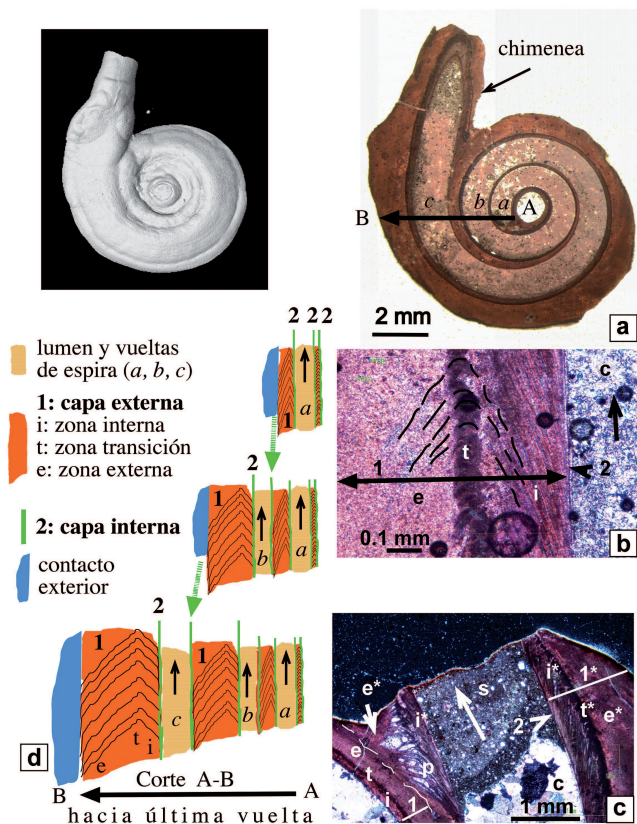 chimenea
c
b
a
A
B
2 mm
a
2 2 2
lumen y vueltas
de espira (a, b, c)
1: capa externa
i: zona interna
t: zona transición
e: zona externa
2: capa interna
contacto
exterior
1
a
2
1
b
a
2
1
1
c
b
a
e
t
i
d
B
Corte A-B
A
hacia última vuelta
c
1
t
2
e
i
0.1 mm
b
e*
s
i*
1*
i*
t*
e*
2
e
t
p
i
1
c
1 mm
c